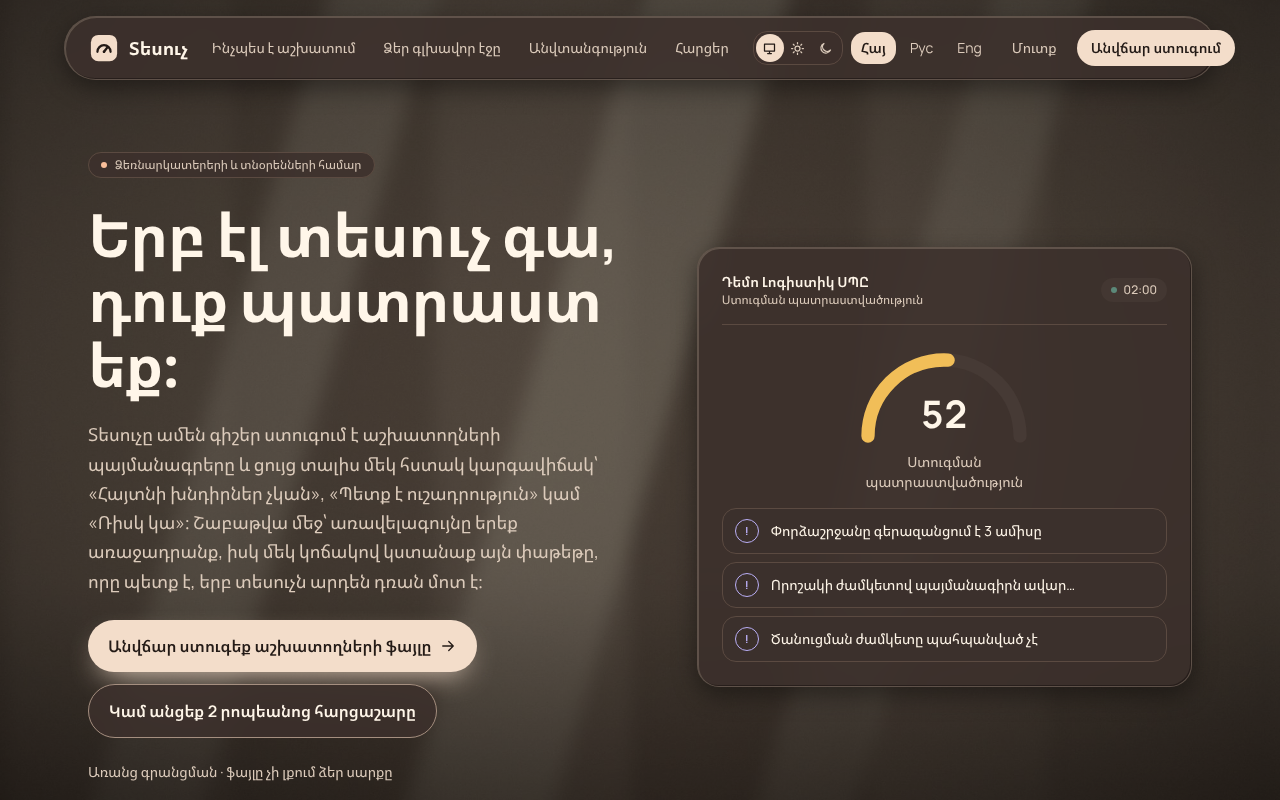 Տեսուչ
Ինչպես է աշխատում
Ձեր գլխավոր էջը
Անվտանգություն
Հարցեր
Հայ
Рус
Eng
Մուտք
Անվճար ստուգում
Ձեռնարկատերերի և տնօրենների համար
Երբ էլ տեսուչ գա,
դուք պատրաստ
եք:
Տեսուչը ամեն գիշեր ստուգում է աշխատողների
պայմանագրերը և ցույց տալիս մեկ հստակ կարգավիճակ՝
«Հայտնի խնդիրներ չկան», «Պետք է ուշադրություն» կամ
«Ռիսկ կա»: Շաբաթվա մեջ՝ առավելագույնը երեք
առաջադրանք, իսկ մեկ կոճակով կստանաք այն փաթեթը,
որը պետք է, երբ տեսուչն արդեն դռան մոտ է:
Անվճար ստուգեք աշխատողների ֆայլը →
Կամ անցեք 2 րոպեանոց հարցաշարը
Առանց գրանցման · ֆայլը չի լքում ձեր սարքը
Դեմո Լոգիստիկ ՍՊԸ
Ստուգման պատրաստվածություն
02:00
52
Ստուգման
պատրաստվածություն
Փորձաշրջանը գերազանցում է 3 ամիսը
Որոշակի ժամկետով պայմանագիրն ավար...
Ծանուցման ժամկետը պահպանված չէ